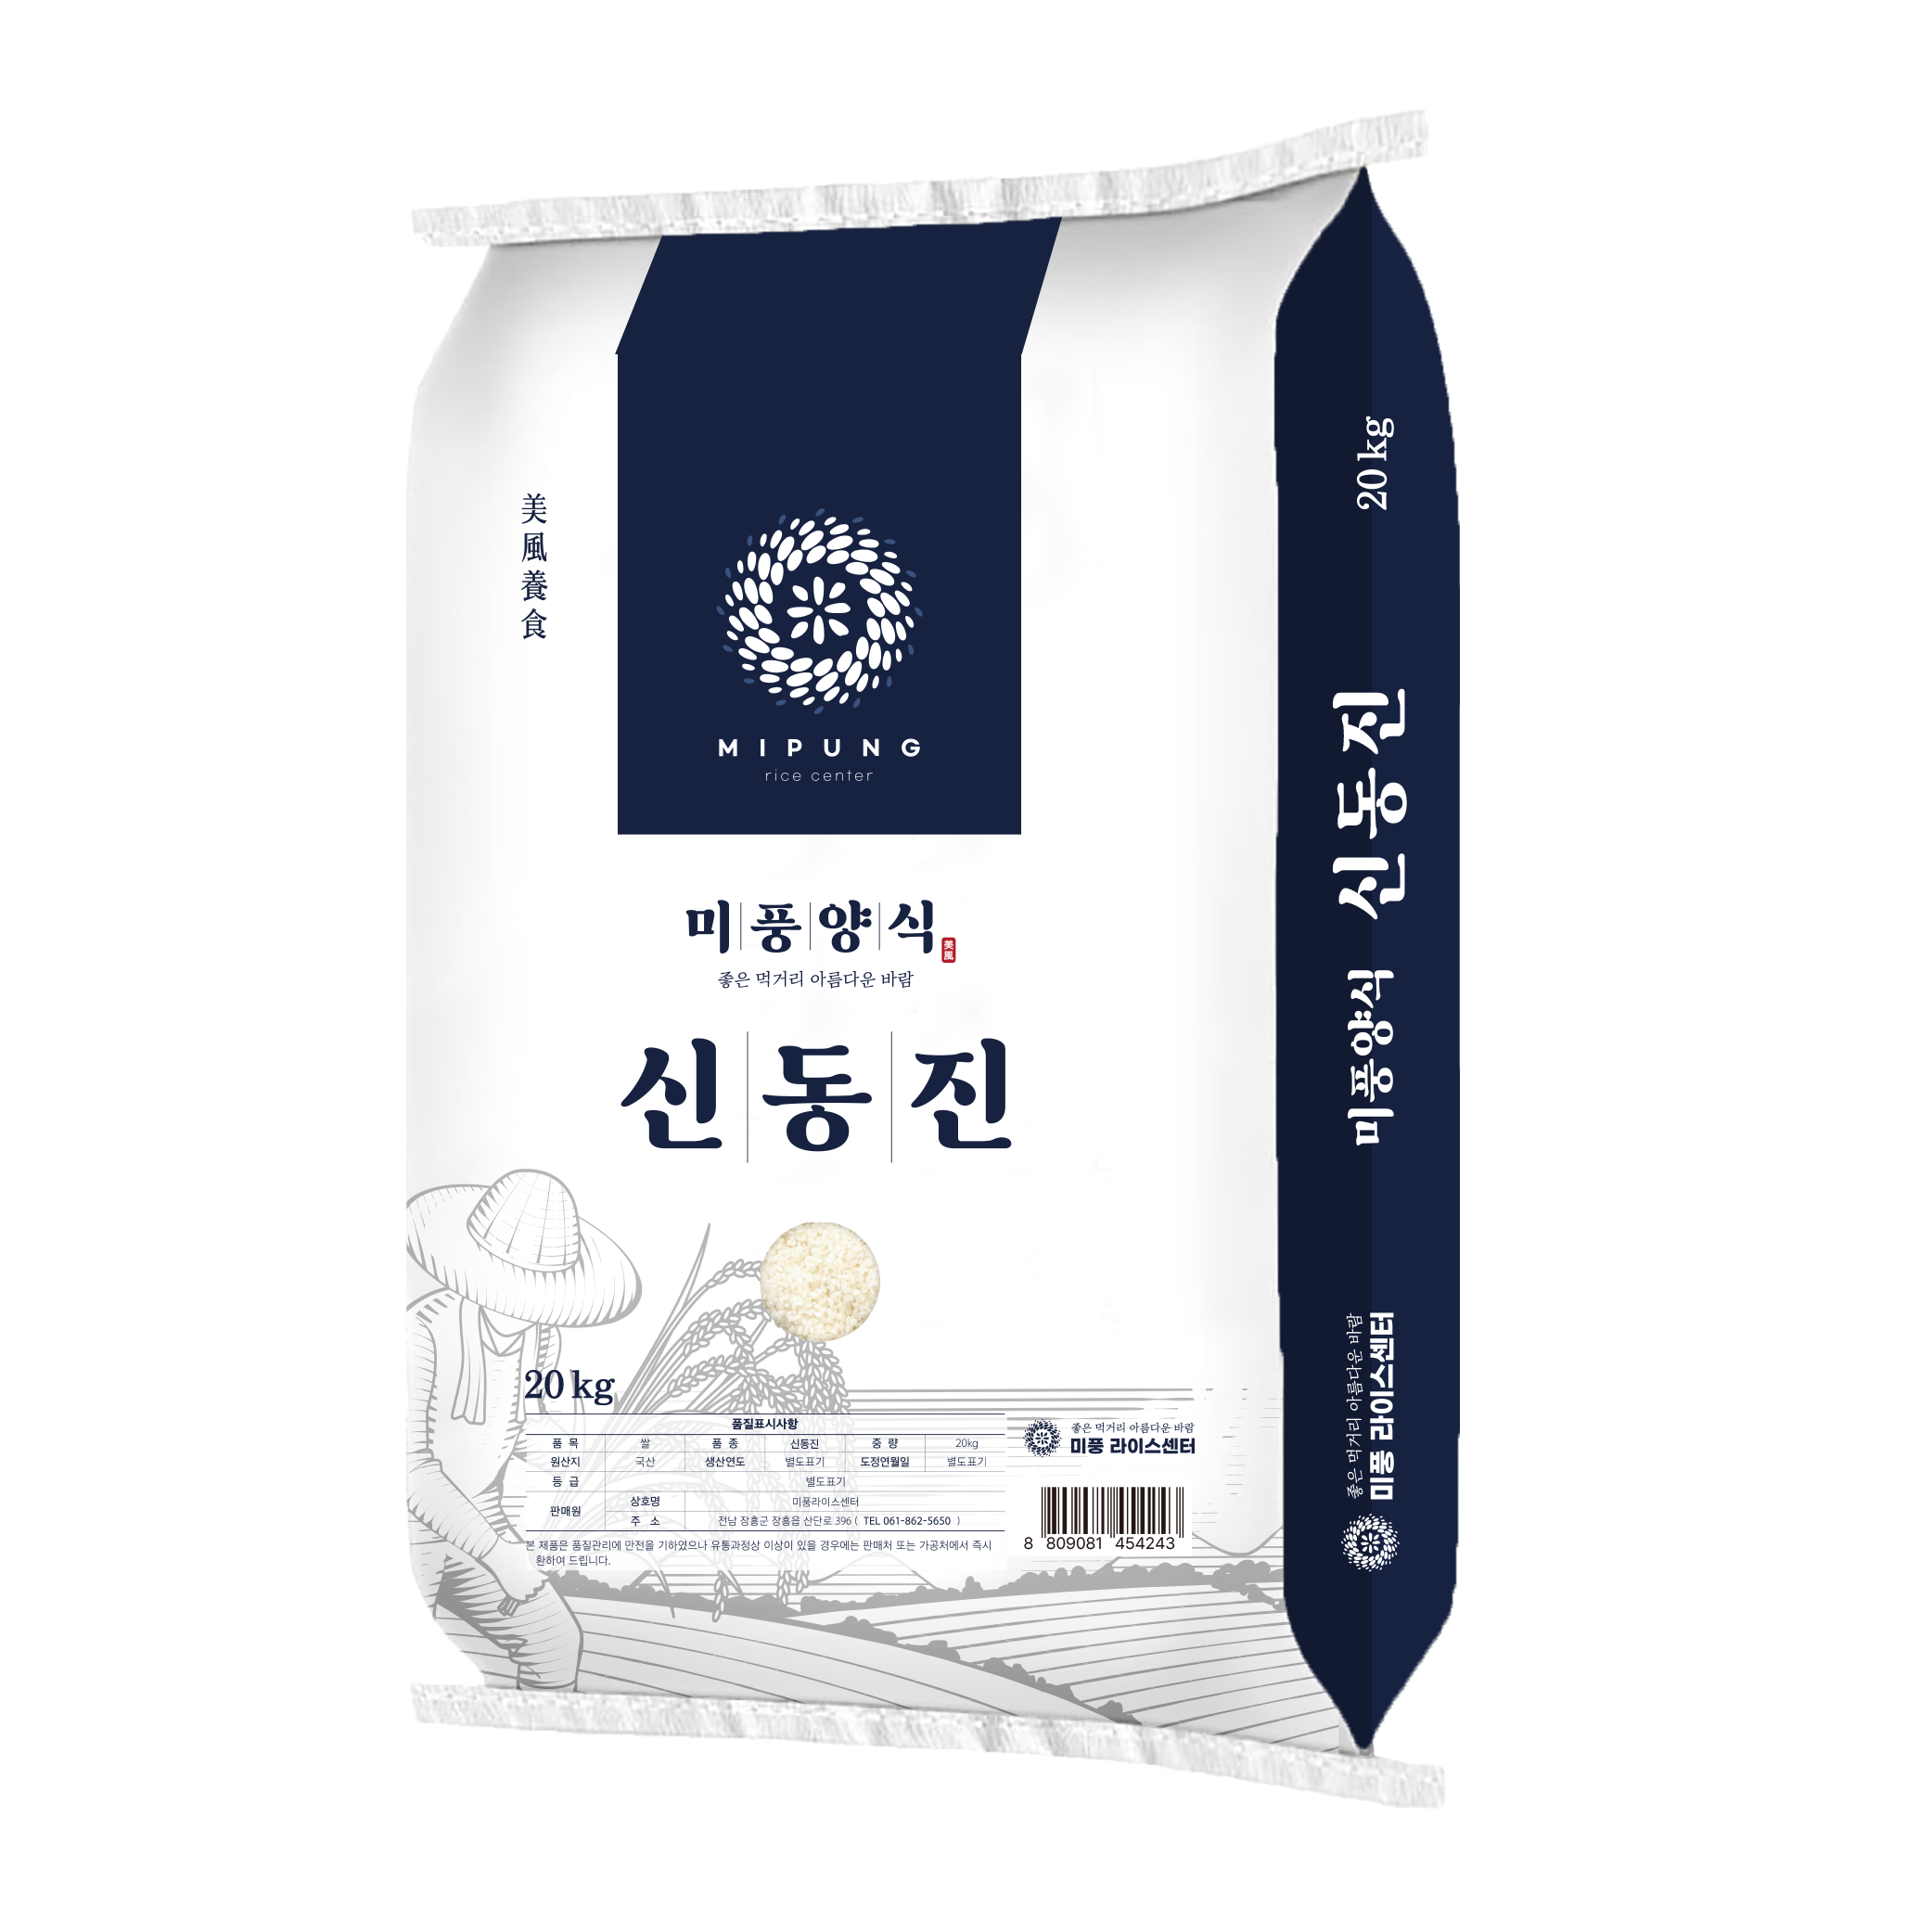 美風養食
MIPUNG
rice center
미풍양식
美風
좋은 먹거리 아름다운 바람
신동진
20 kg
품질표시사항
품 목 쌀 품 종 신동진 중 량 20kg
원산지 국산 생산연도 별도표기 도정연월일 별도표기
등 급 별도표기
판매원 상호명 미풍라이스센터
주 소 전남 장흥군 장흥읍 산단로 396 ( TEL 061-862-5650 )
본 제품은 품질관리에 만전을 기하였으나 유통과정상 이상이 있을 경우에는 판매처 또는 가공처에서 즉시
환하여 드립니다.
좋은 먹거리 아름다운 바람
미풍 라이스센터
8 809081 454243
20 kg
신동진
미풍양식
좋은 먹거리 아름다운 바람
미풍 라이스센터